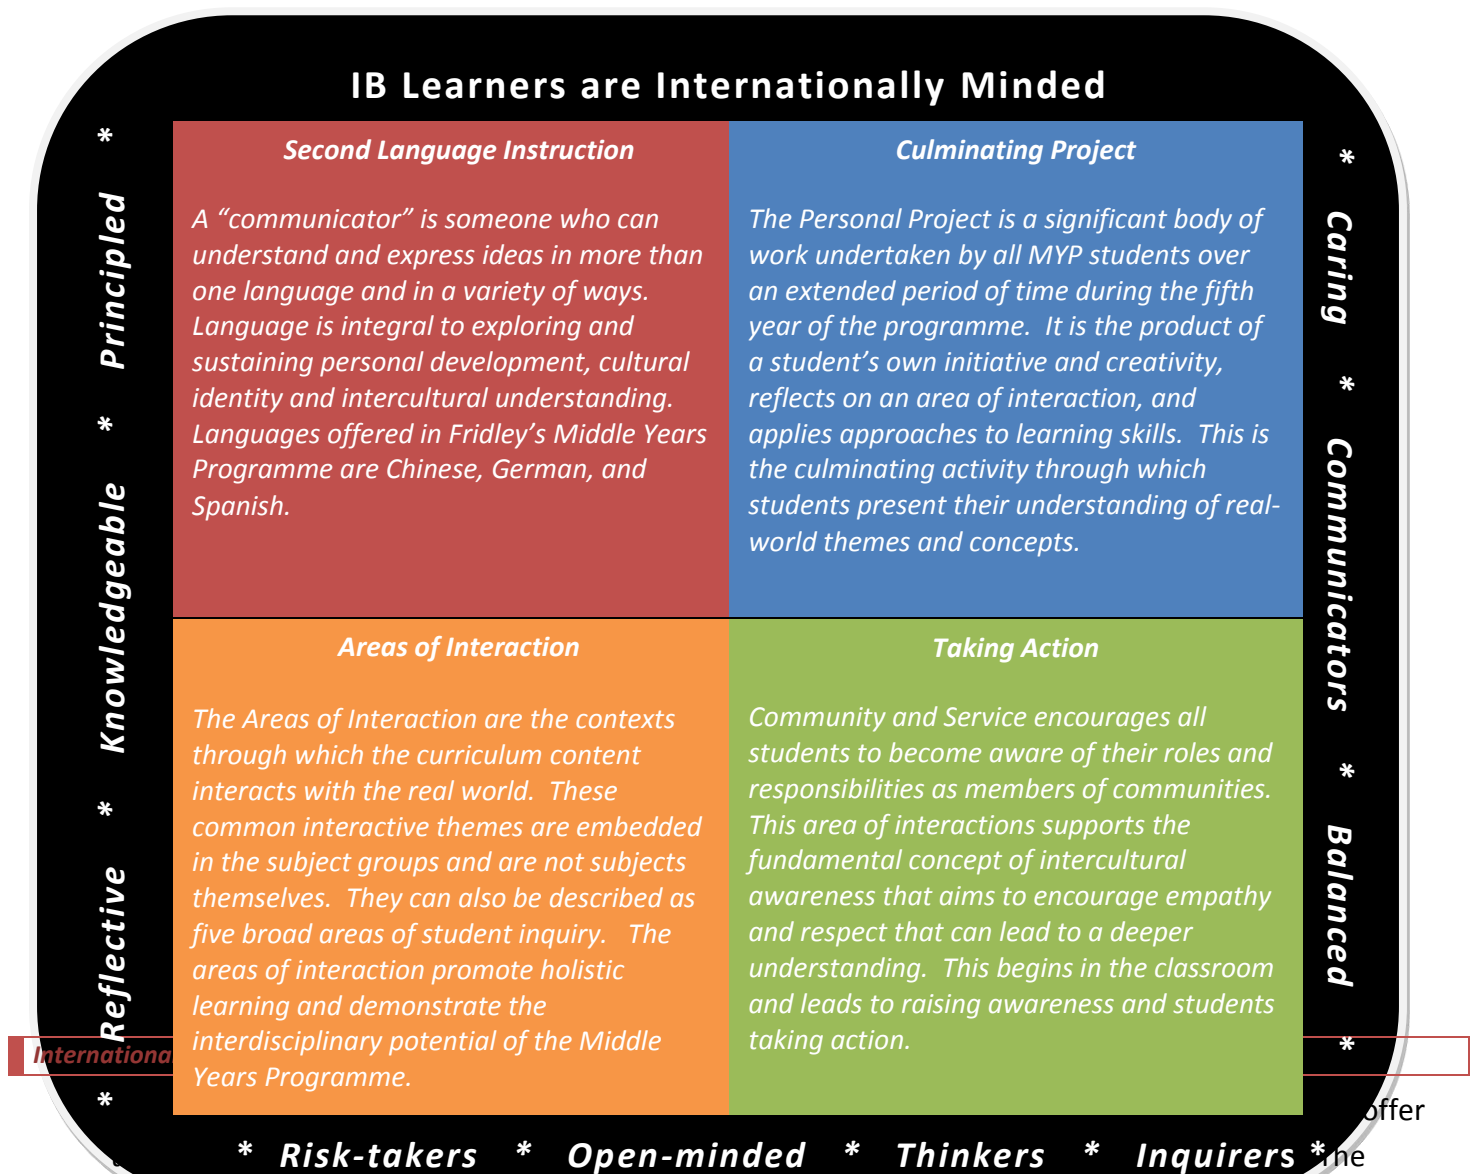 IB Learners are Internationally Minded
* Reflective * Knowledgeable * Principled *
Second Language Instruction
A “communicator” is someone who can
understand and express ideas in more than
one language and in a variety of ways.
Language is integral to exploring and
sustaining personal development, cultural
identity and intercultural understanding.
Languages offered in Fridley’s Middle Years
Programme are Chinese, German, and
Spanish.
Culminating Project
The Personal Project is a significant body of
work undertaken by all MYP students over
an extended period of time during the fifth
year of the programme.  It is the product of
a student’s own initiative and creativity,
reflects on an area of interaction, and
applies approaches to learning skills.  This is
the culminating activity through which
students present their understanding of real-
world themes and concepts.
Areas of Interaction
The Areas of Interaction are the contexts
through which the curriculum content
interacts with the real world.  These
common interactive themes are embedded
in the subject groups and are not subjects
themselves.  They can also be described as
five broad areas of student inquiry.   The
areas of interaction promote holistic
learning and demonstrate the
interdisciplinary potential of the Middle
Years Programme.
Taking Action
Community and Service encourages all
students to become aware of their roles and
responsibilities as members of communities.
This area of interactions supports the
fundamental concept of intercultural
awareness that aims to encourage empathy
and respect that can lead to a deeper
understanding.  This begins in the classroom
and leads to raising awareness and students
taking action.
* Caring * Communicators * Balanced *
Internationa
offer
* Risk-takers * Open-minded * Thinkers * Inquirers *